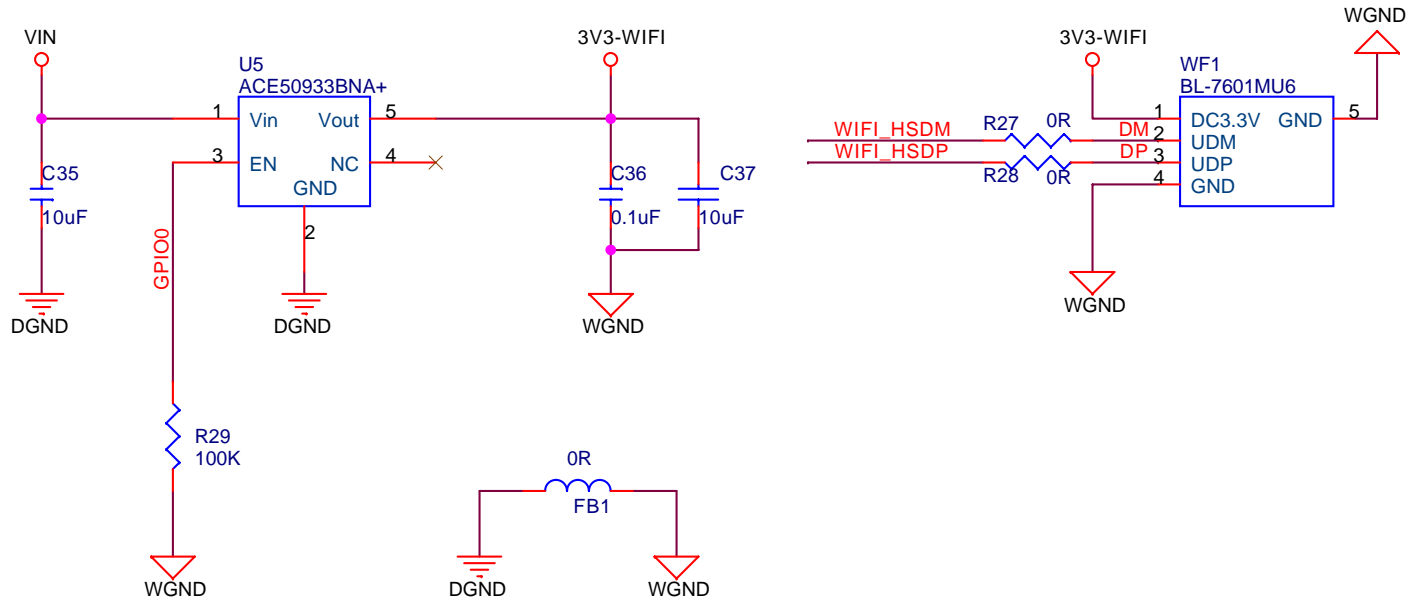 VIN
U5
ACE50933BNA+
1
Vin
Vout
5
3
EN
NC
4
GND
2
C35
10uF
DGND
GPIO0
DGND
R29
100K
WGND
3V3-WIFI
C36
0.1uF
C37
10uF
WGND
0R
FB1
DGND
WGND
3V3-WIFI
WF1
BL-7601MU6
WGND
WIFI_HSDM
R27
0R
DM
1
DC3.3V
GND
5
2
UDM
WIFI_HSDP
R28
0R
DP
3
UDP
4
GND
WGND